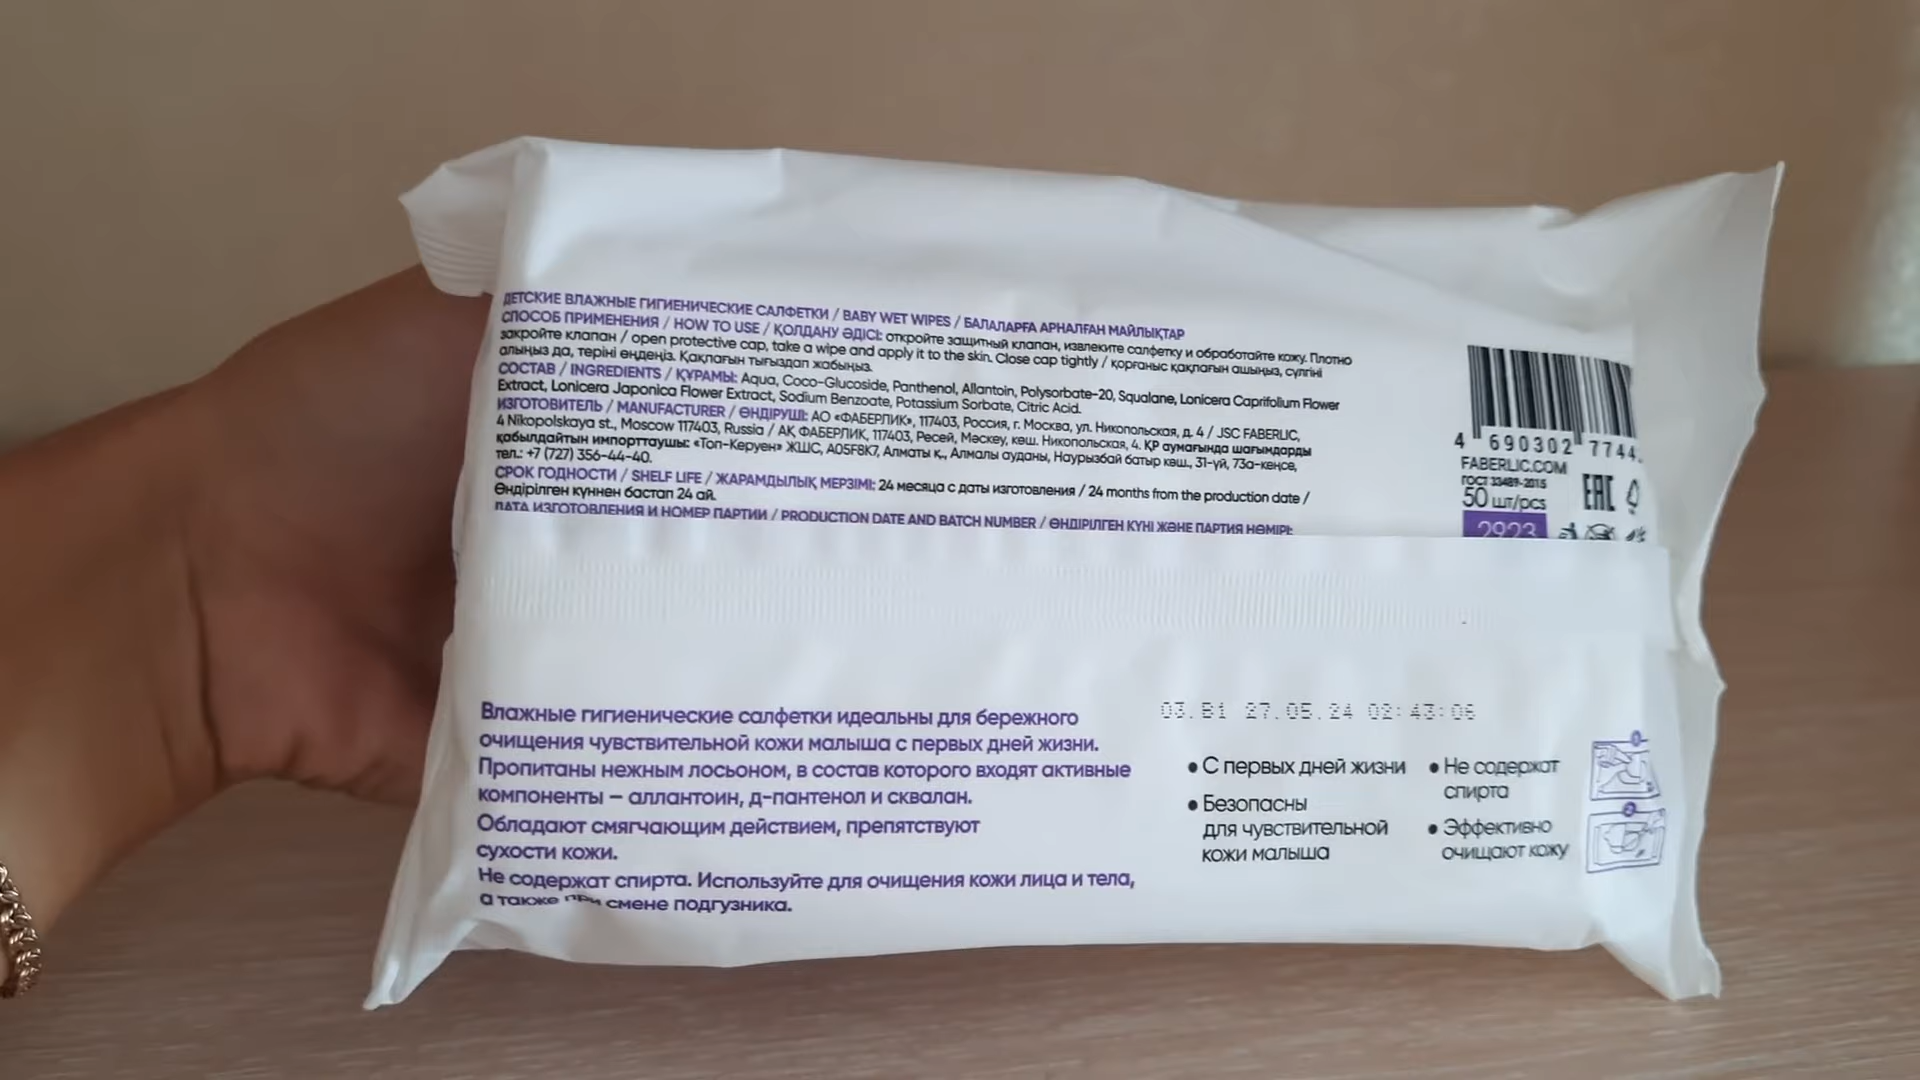 ДЕТСКИЕ ВЛАЖНЫЕ ГИГИЕНИЧЕСКИЕ САЛФЕТКИ / BABY WET WIPES / БАЛАЛАРҒА АРНАЛҒАН МАЙЛЫҚТАР
СПОСОБ ПРИМЕНЕНИЯ / HOW TO USE / ҚОЛДАНУ ӘДІСІ: откройте защитный клапан, извлеките салфетку и обработайте кожу. Плотно
закройте клапан / open protective cap, take a wipe and apply it to the skin. Close cap tightly / қорғаныс қақпағын ашыңыз, сүлгіні
алыңыз да, теріні өңдеңіз. Қақпағын тығыздап жабыңыз.
СОСТАВ / INGREDIENTS / ҚҰРАМЫ: Aqua, Coco-Glucoside, Panthenol, Allantoin, Polysorbate-20, Squalane, Lonicera Caprifolium Flower
Extract, Lonicera Japonica Flower Extract, Sodium Benzoate, Potassium Sorbate, Citric Acid.
ИЗГОТОВИТЕЛЬ / MANUFACTURER / ӨНДІРУШІ: АО «ФАБЕРЛИК», 117403, Россия, г. Москва, ул. Никопольская, д. 4 / JSC FABERLIC,
4 Nikopolskaya st., Moscow 117403, Russia / АҚ ФАБЕРЛИК, 117403, Ресей, Мәскеу, көш. Никопольская, 4. ҚР аумағында шағындарды
қабылдайтын импорттаушы: «Топ-Керуен» ЖШС, A05F8K7, Алматы қ., Алмалы ауданы, Наурызбай батыр көш., 31-үй, 73а-кеңсе,
тел.: +7 (727) 356-44-40.
СРОК ГОДНОСТИ / SHELF LIFE / ЖАРАМДЫЛЫҚ МЕРЗІМІ: 24 месяца с даты изготовления / 24 months from the production date /
Өндірілген күннен бастап 24 ай.
ДАТА ИЗГОТОВЛЕНИЯ И НОМЕР ПАРТИИ / PRODUCTION DATE AND BATCH NUMBER / ӨНДІРІЛГЕН КҮНІ ЖӘНЕ ПАРТИЯ НӨМІРІ:
4 690302 7744
FABERLIC.COM
ГОСТ 33489-2015
50 шт/pcs
EAC
2923
Влажные гигиенические салфетки идеальны для бережного
очищения чувствительной кожи малыша с первых дней жизни.
Пропитаны нежным лосьоном, в состав которого входят активные
компоненты – аллантоин, д-пантенол и сквалан.
Обладают смягчающим действием, препятствуют
сухости кожи.
Не содержат спирта. Используйте для очищения кожи лица и тела,
а также при смене подгузника.
03.B1 27.05.24 02:43:06
• С первых дней жизни
• Безопасны
для чувствительной
кожи малыша
• Не содержат
спирта
• Эффективно
очищают кожу
1
2